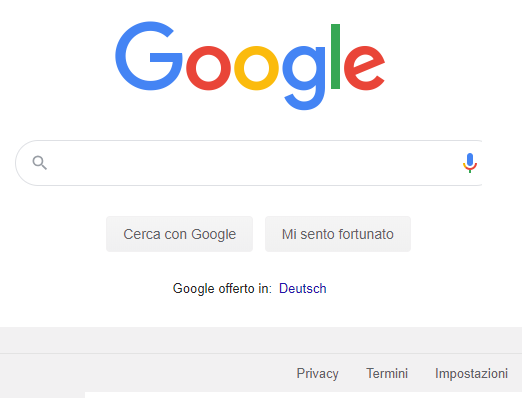 Google
Cerca con Google Mi sento fortunato
Google offerto in: Deutsch
Privacy Termini Impostazioni